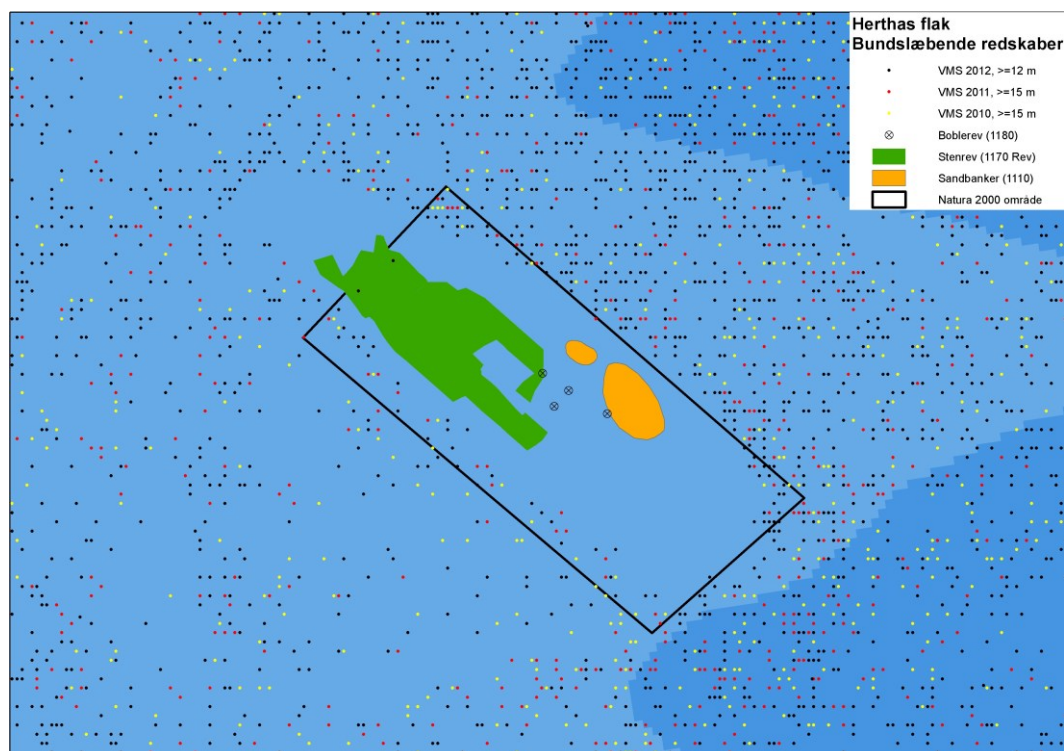 Herthas flak
Bundslæbende redskaber
VMS 2012, >=12 m
VMS 2011, >=15 m
VMS 2010, >=15 m
Boblerev (1180)
Stenrev (1170 Rev)
Sandbanker (1110)
Natura 2000 område